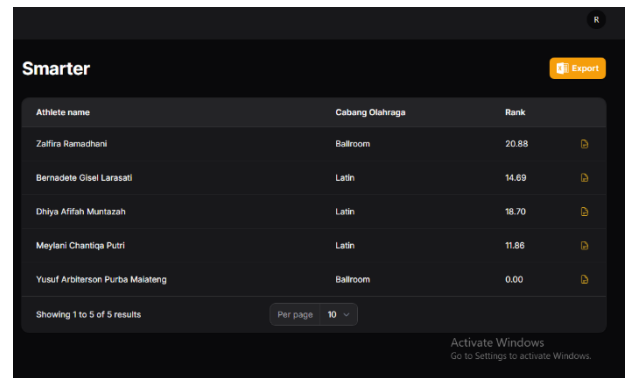 R
Smarter
Export
Athlete name Cabang Olahraga Rank
Zalfira Ramadhani Ballroom 20.88
Bernadete Gisel Larasati Latin 14.69
Dhiya Afifah Muntazah Latin 18.70
Meylani Chantiqa Putri Latin 11.86
Yusuf Arbiterson Purba Malateng Ballroom 0.00
Showing 1 to 5 of 5 results Per page 10
Activate Windows
Go to Settings to activate Windows.